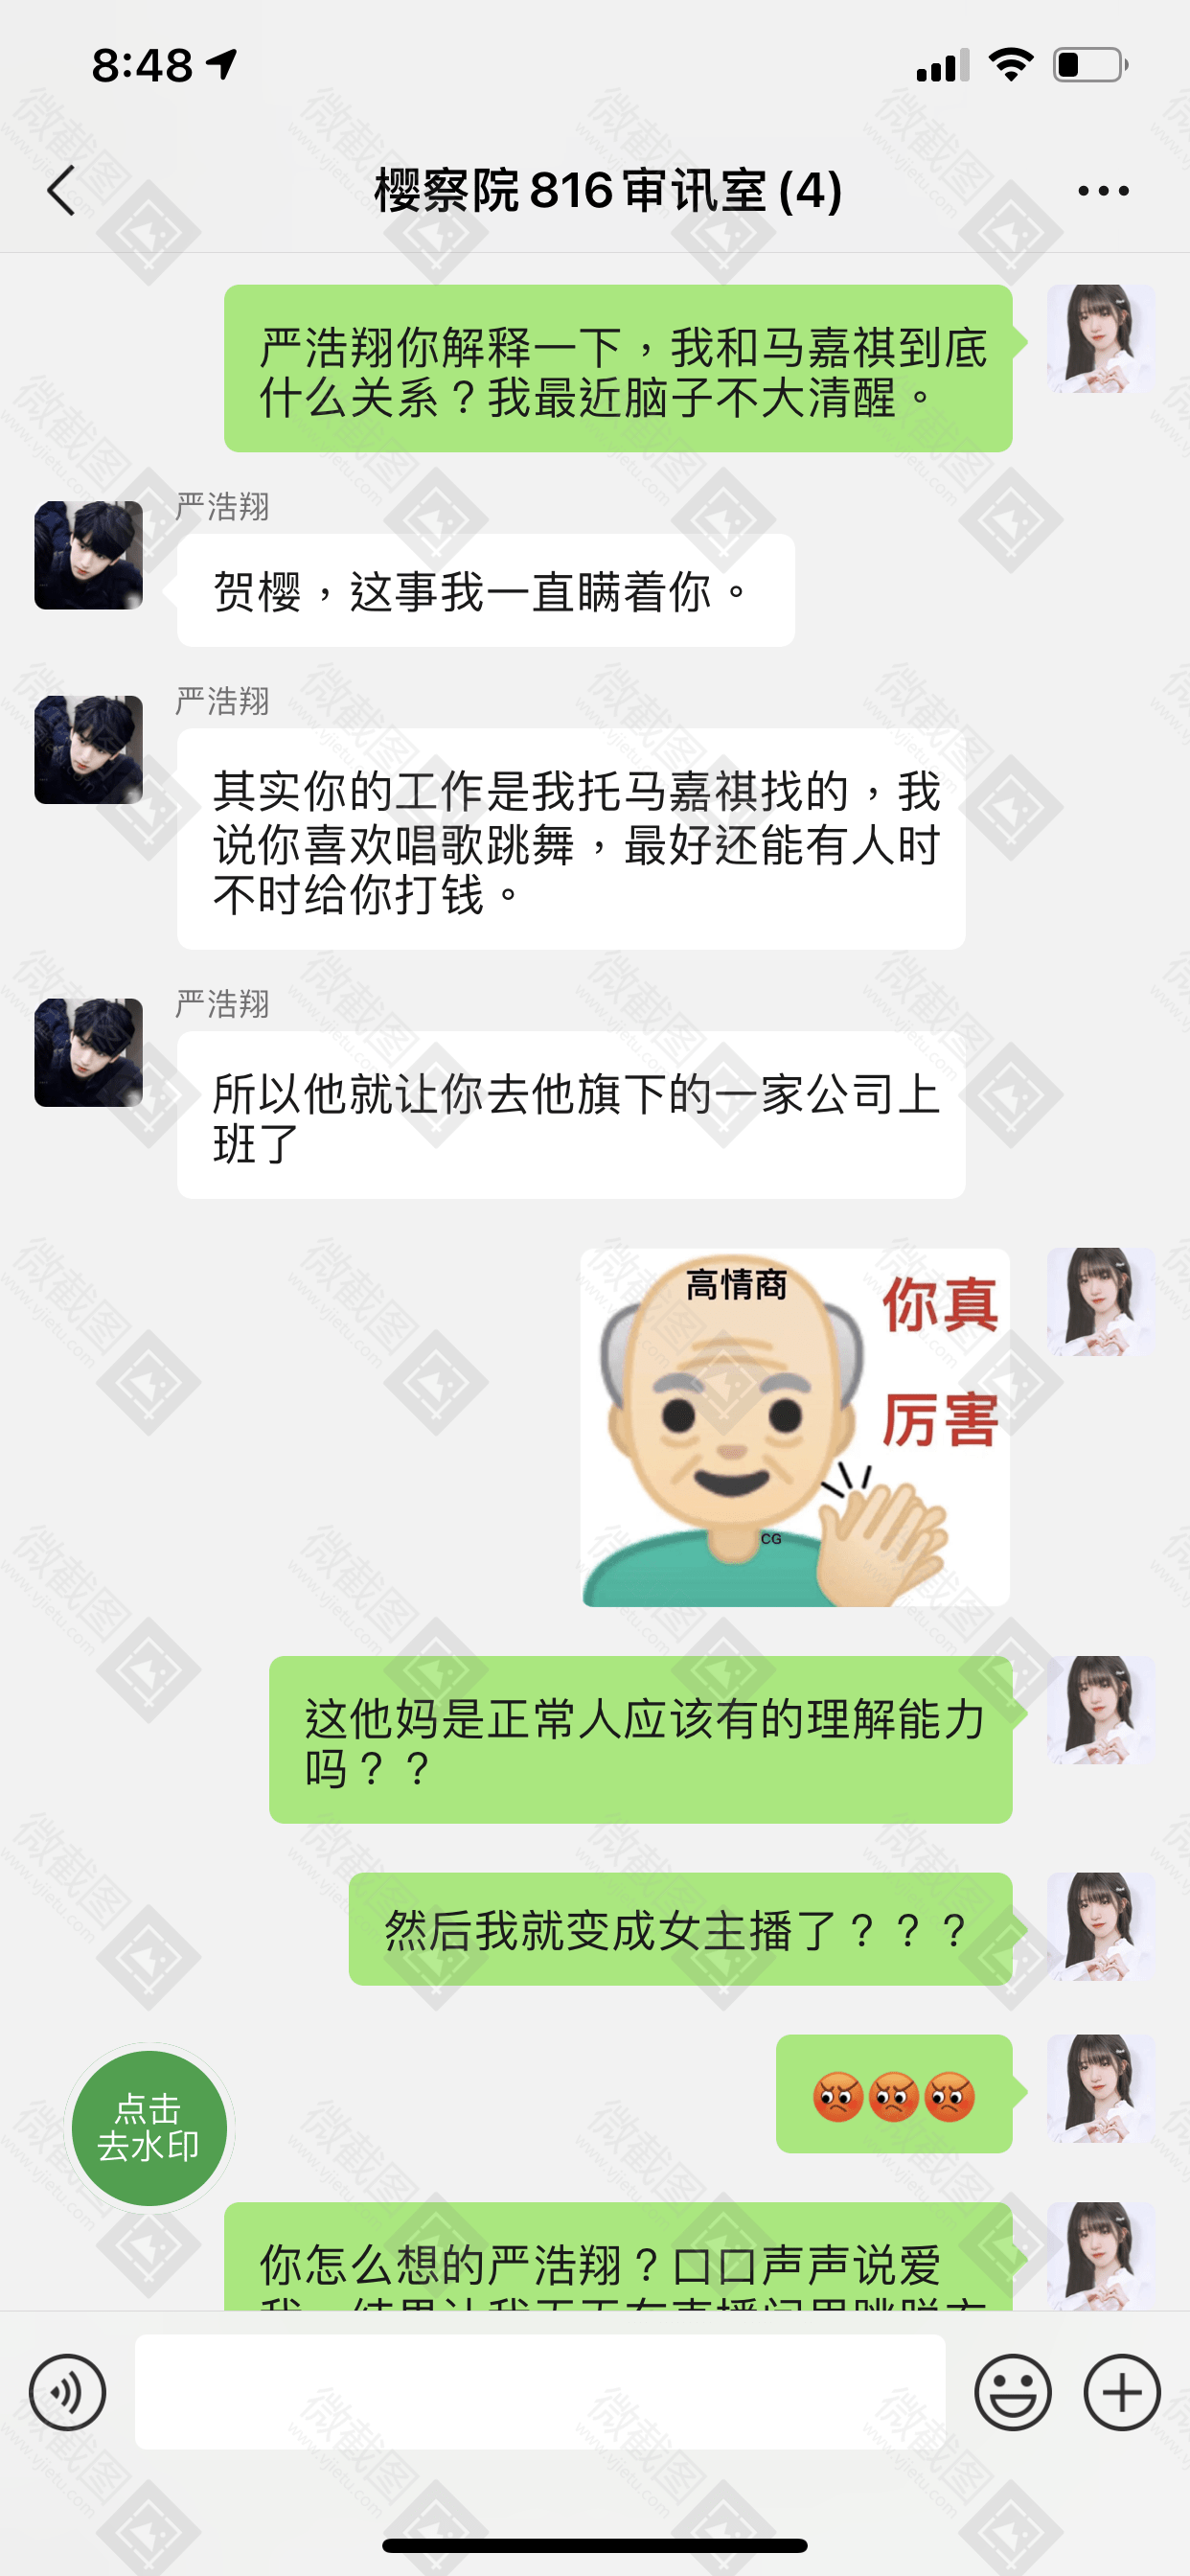 8:48
樱察院816审讯室(4)
严浩翔你解释一下，我和马嘉祺到底
什么关系？我最近脑子不大清醒。
严浩翔
贺樱，这事我一直瞒着你。
严浩翔
其实你的工作是我托马嘉祺找的，我
说你喜欢唱歌跳舞，最好还能有人时
不时给你打钱。
严浩翔
所以他就让你去他旗下的一家公司上
班了
高情商
你真
厉害
CG
这他妈是正常人应该有的理解能力
吗？？
然后我就变成女主播了？？？
点击
去水印
你怎么想的严浩翔？口口声声说爱
微截图
www.vjietu.com